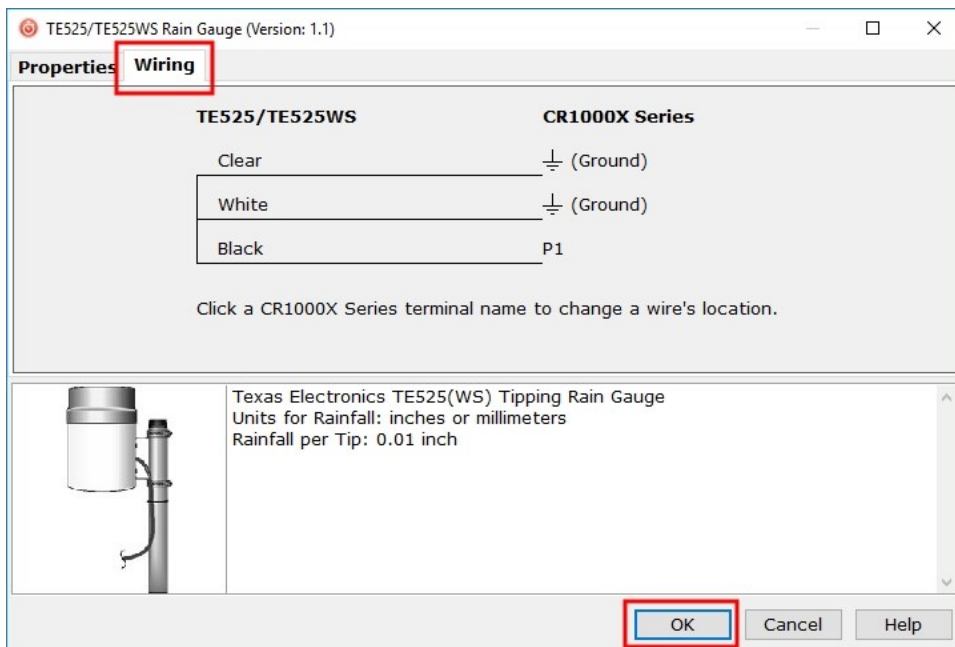 TE525/TE525WS Rain Gauge (Version: 1.1)
Properties Wiring
TE525/TE525WS CR1000X Series
Clear ⏚ (Ground)
White ⏚ (Ground)
Black P1
Click a CR1000X Series terminal name to change a wire's location.
Texas Electronics TE525(WS) Tipping Rain Gauge
Units for Rainfall: inches or millimeters
Rainfall per Tip: 0.01 inch
OK Cancel Help